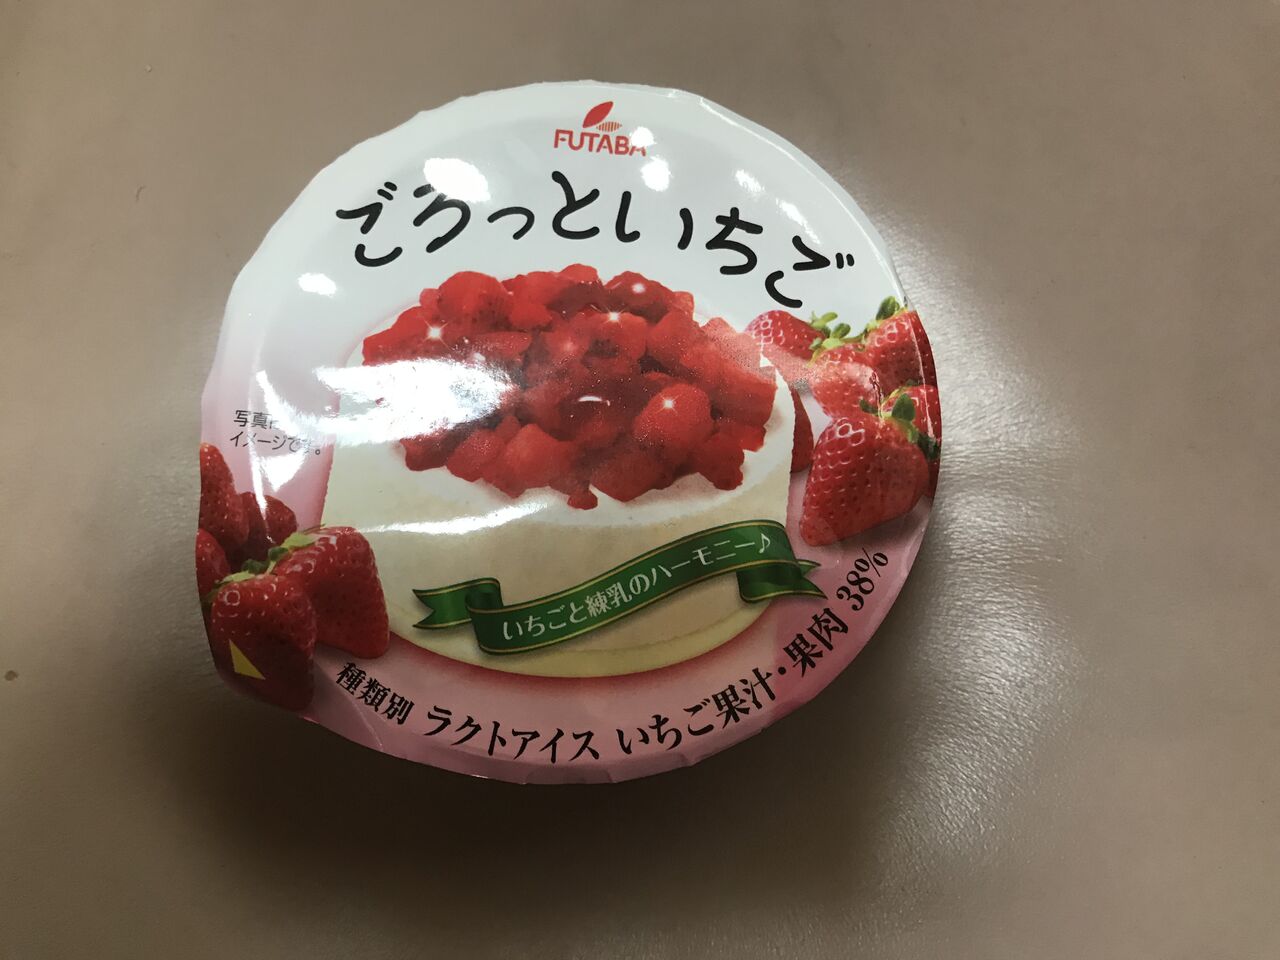 FUTABA
ごろっといちご
写真は
イメージです。
いちごと練乳のハーモニー♪
種類別 ラクトアイス いちご果汁・果肉 38%